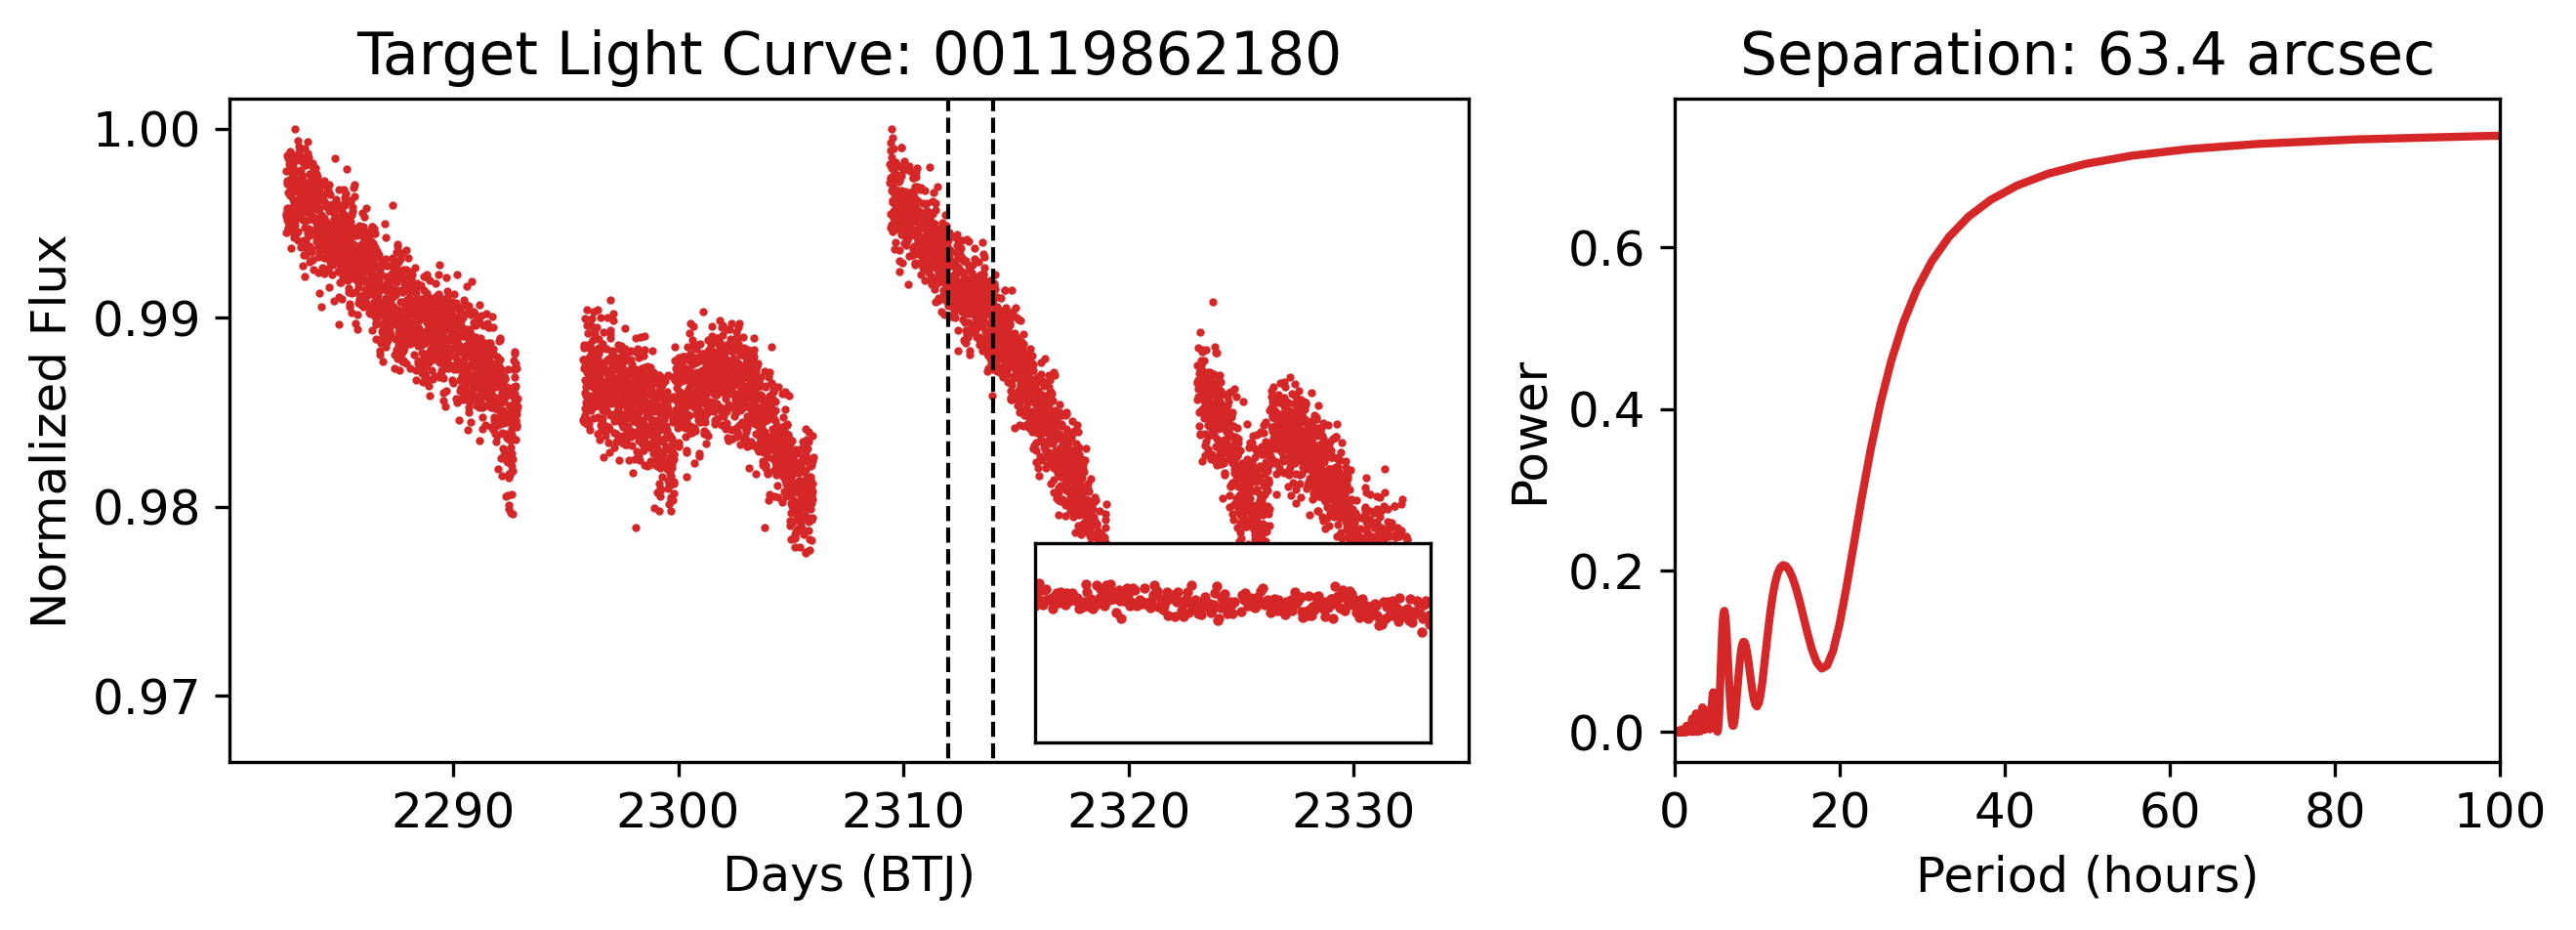 Target Light Curve: 00119862180
Separation: 63.4 arcsec
Normalized Flux
1.00
0.99
0.98
0.97
2290 2300 2310 2320 2330
Days (BTJ)
Power
0.6
0.4
0.2
0.0
0 20 40 60 80 100
Period (hours)